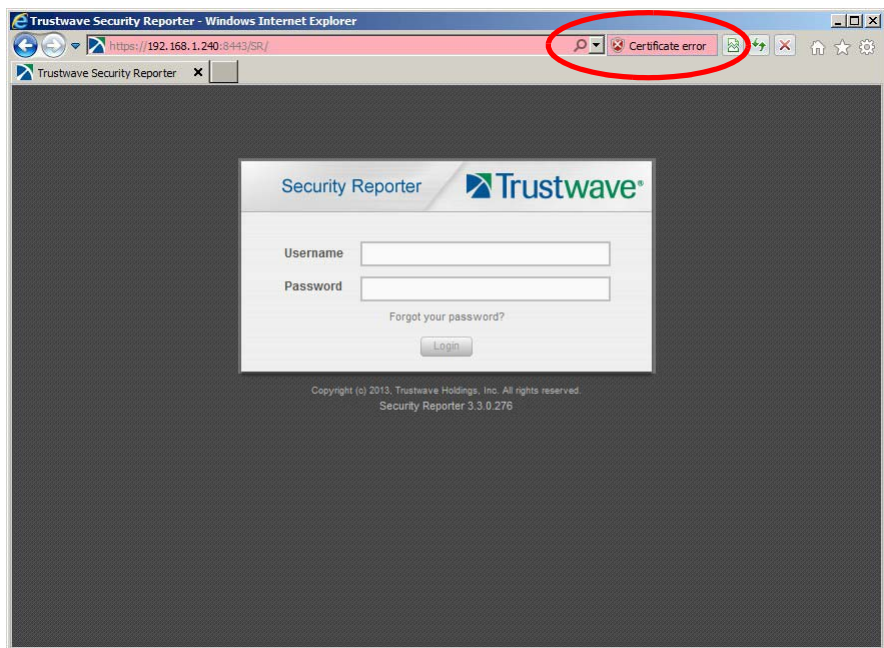 Trustwave Security Reporter - Windows Internet Explorer
https://192.168.1.240:8443/SR/
Certificate error
Trustwave Security Reporter
Security Reporter
Trustwave®
Username
Password
Forgot your password?
Login
Copyright (c) 2013, Trustwave Holdings, Inc. All rights reserved.
Security Reporter 3.3.0.276